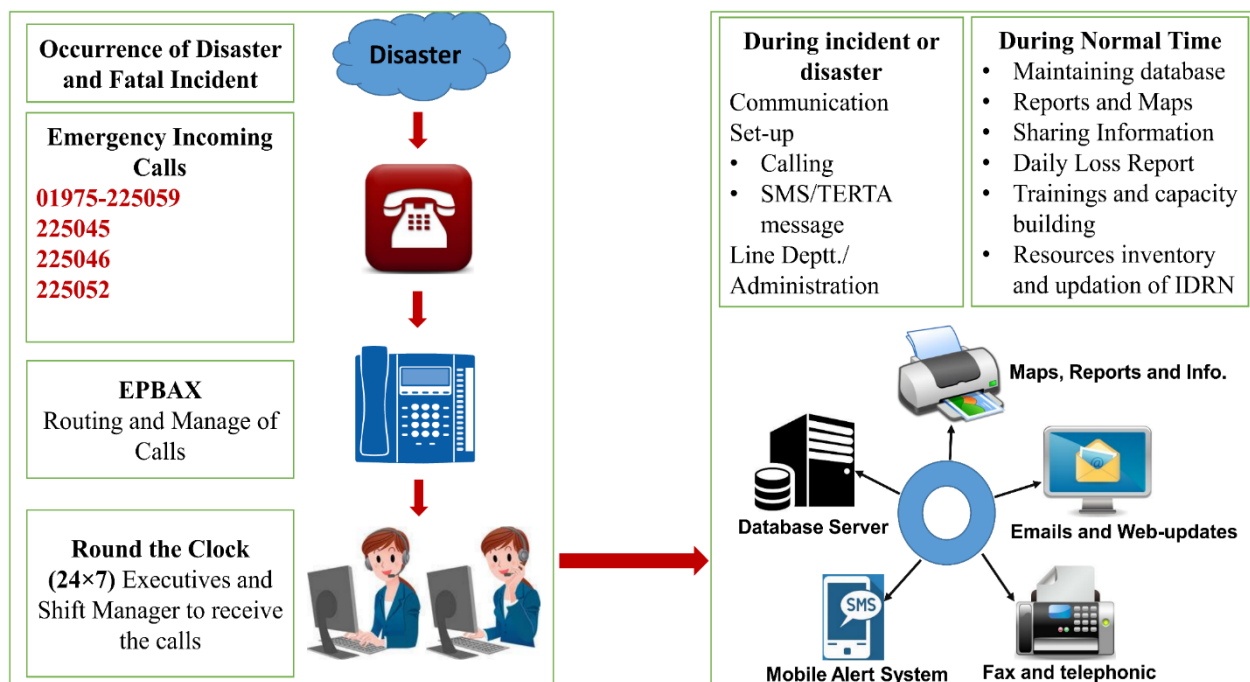 Occurrence of Disaster
and Fatal Incident
Disaster
Emergency Incoming
Calls
01975-225059
225045
225046
225052
EPBAX
Routing and Manage of
Calls
Round the Clock
(24×7) Executives and
Shift Manager to receive
the calls
During incident or
disaster
Communication
Set-up
• Calling
• SMS/TERTA
message
Line Deptt./
Administration
During Normal Time
• Maintaining database
• Reports and Maps
• Sharing Information
• Daily Loss Report
• Trainings and capacity
building
• Resources inventory
and updation of IDRN
Maps, Reports and Info.
Database Server
@
Emails and Web-updates
SMS
Mobile Alert System
Fax and telephonic